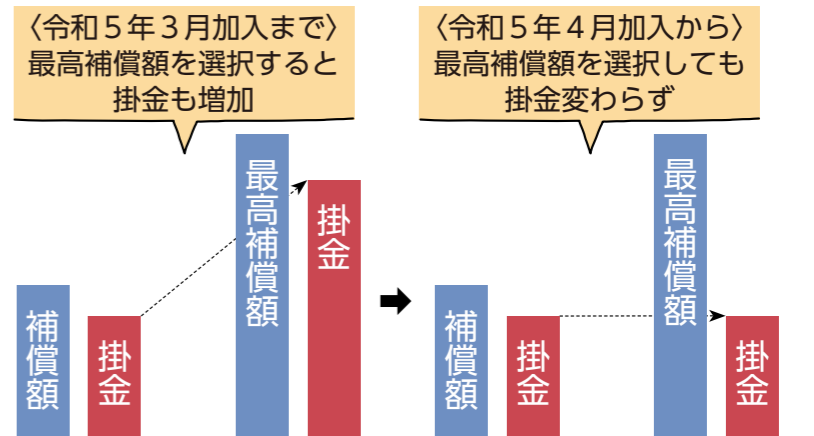 〈令和５年３月加入まで〉
最高補償額を選択すると
掛金も増加
〈令和５年４月加入から〉
最高補償額を選択しても
掛金変わらず
補償額
掛金
最高補償額
掛金
補償額
掛金
最高補償額
掛金